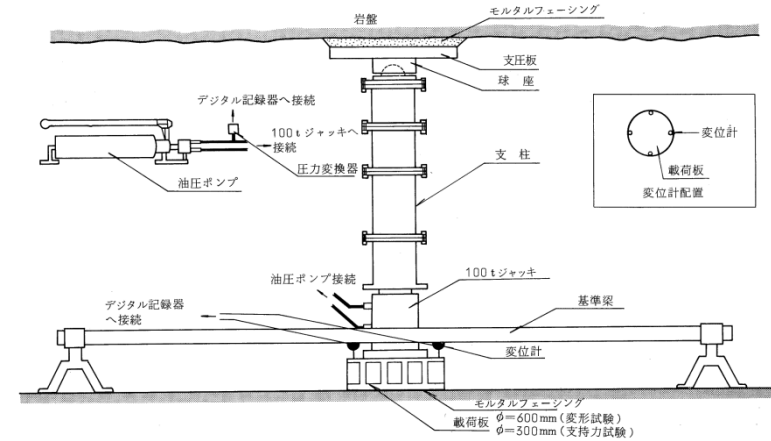 岩盤
モルタルフェーシング
支圧板
球座
デジタル記録器へ接続
100tジャッキへ
接続
圧力変換器
油圧ポンプ
支柱
変位計
載荷板
変位計配置
油圧ポンプ接続
100tジャッキ
デジタル記録器
へ接続
基準梁
変位計
モルタルフェーシング
載荷板 φ=600mm(変形試験)
φ=300mm(支持力試験)